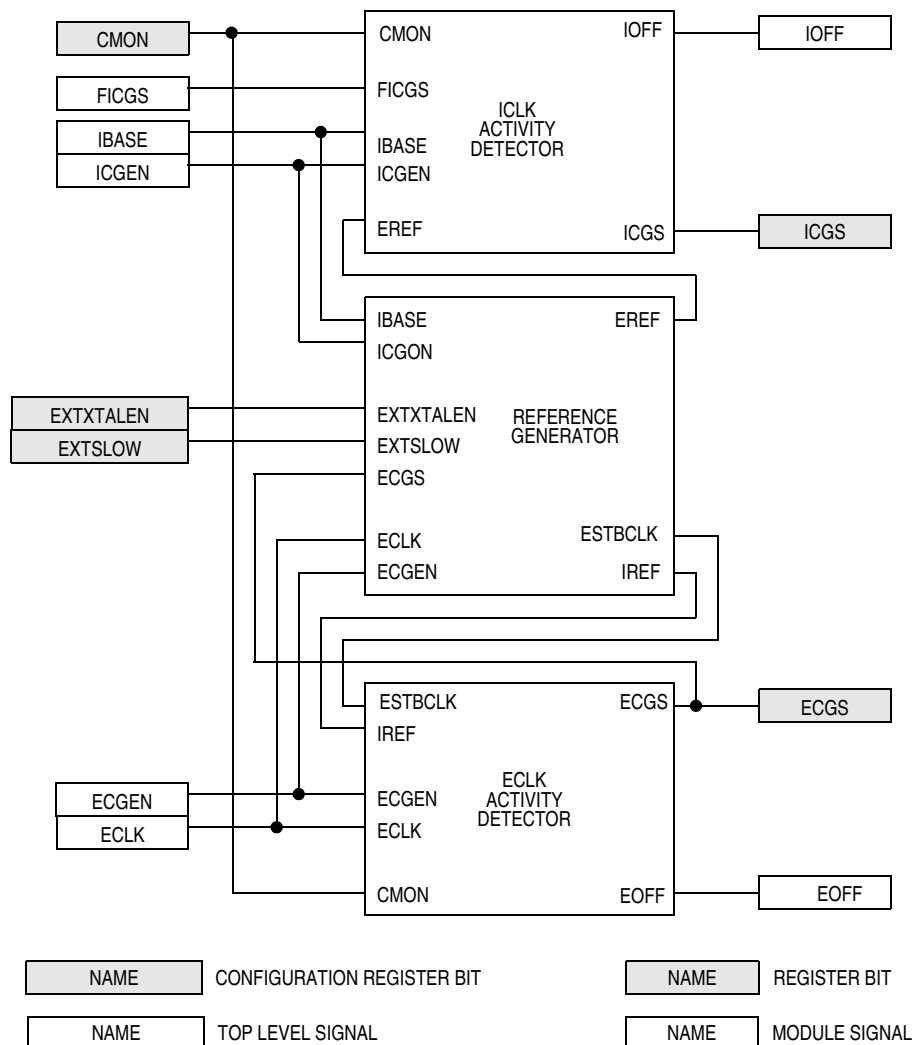 CMON
FICGS
IBASE
ICGEN
CMON
FICGS
IBASE
ICGEN
EREF
ICLK
ACTIVITY
DETECTOR
IOFF
ICGS
IOFF
ICGS
EXTXTALEN
EXTSLOW
IBASE
ICGON
EXTXTALEN
EXTSLOW
ECGS
ECLK
ECGEN
REFERENCE
GENERATOR
EREF
ESTBCLK
IREF
ECGEN
ECLK
ESTBCLK
IREF
ECGEN
ECLK
CMON
ECLK
ACTIVITY
DETECTOR
ECGS
EOFF
ECGS
EOFF
NAME CONFIGURATION REGISTER BIT
NAME REGISTER BIT
NAME TOP LEVEL SIGNAL
NAME MODULE SIGNAL